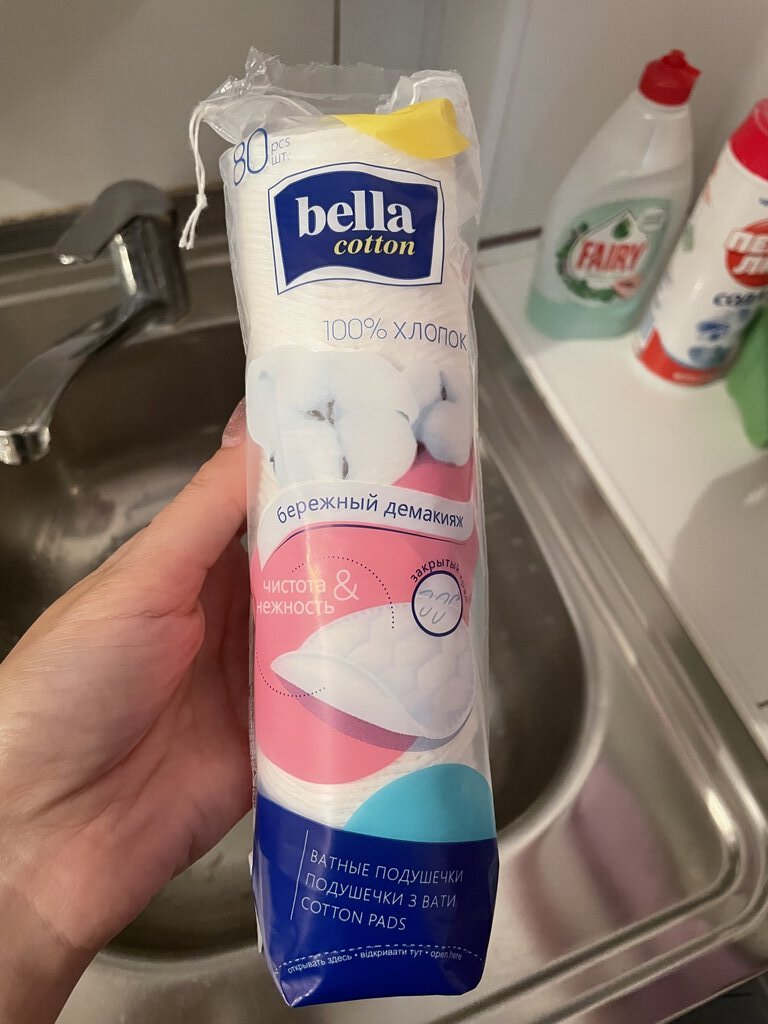 80 pcs
шт.
bella
cotton
100% хлопок
бережный демакияж
чистота &
нежность
закрытый
ВАТНЫЕ ПОДУШЕЧКИ
ПОДУШЕЧКИ З ВАТИ
COTTON PADS
открывать здесь • відкривати тут • open here
FAIRY